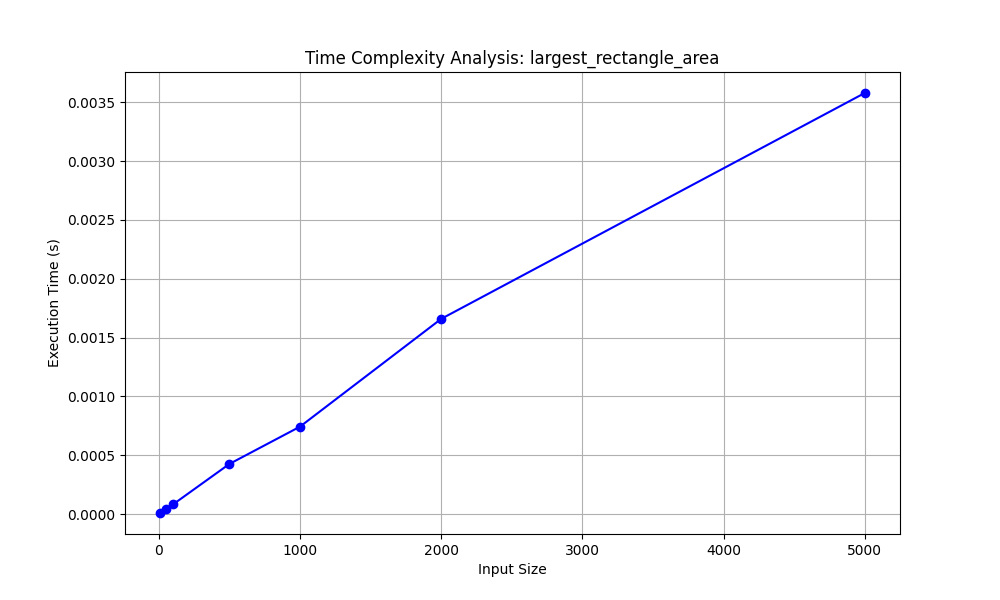 Time Complexity Analysis: largest_rectangle_area
0.0035
0.0030
0.0025
0.0020
0.0015
0.0010
0.0005
0.0000
Execution Time (s)
0 1000 2000 3000 4000 5000
Input Size